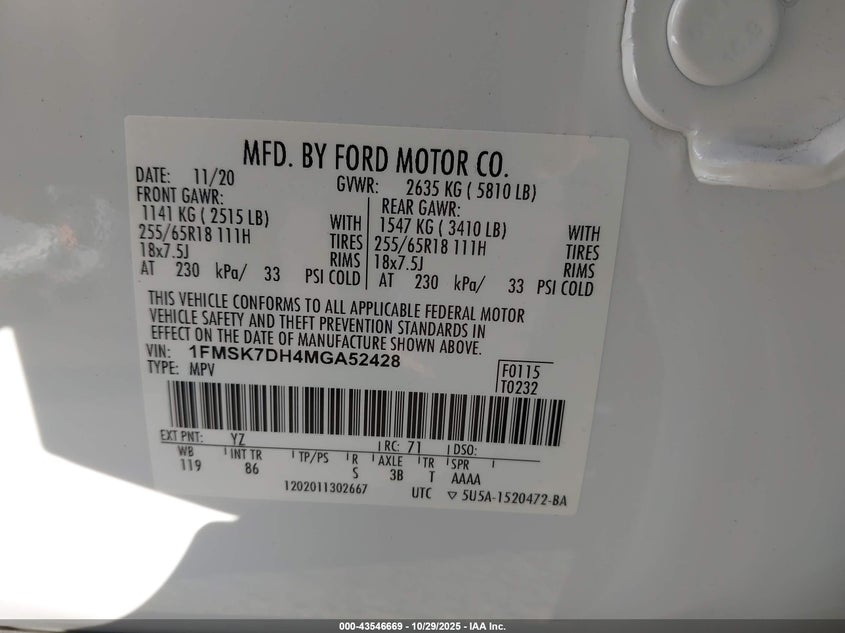 MFD. BY FORD MOTOR CO.
DATE: 11/20 GVWR: 2635 KG ( 5810 LB)
FRONT GAWR: REAR GAWR:
1141 KG ( 2515 LB) WITH 1547 KG ( 3410 LB) WITH
255/65R18 111H TIRES 255/65R18 111H TIRES
18x7.5J RIMS 18x7.5J RIMS
AT 230 kPa/ 33 PSI COLD AT 230 kPa/ 33 PSI COLD
THIS VEHICLE CONFORMS TO ALL APPLICABLE FEDERAL MOTOR
VEHICLE SAFETY AND THEFT PREVENTION STANDARDS IN
EFFECT ON THE DATE OF MANUFACTURE SHOWN ABOVE.
VIN: 1FMSK7DH4MGA52428
TYPE: MPV
F0115
T0232
EXT PNT: YZ RC: 71 DSO:
WB INT TR TP/PS R AXLE TR SPR
119 86 S 3B T AAAA
1202011302667 UTC ▽ 5U5A-1520472-BA
000-43546669 - 10/29/2025 - IAA Inc.